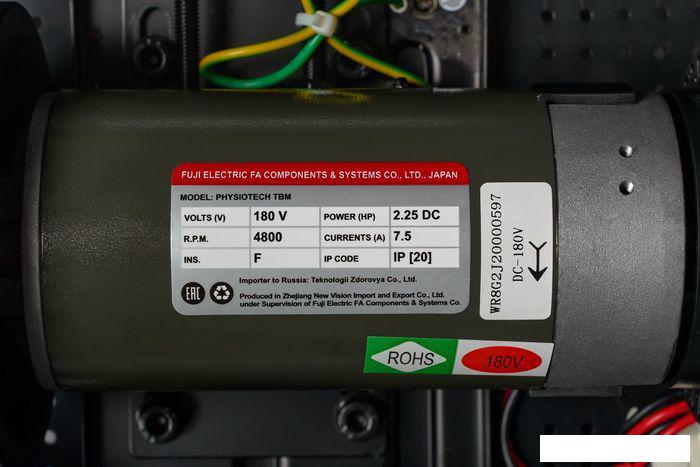 FUJI ELECTRIC FA COMPONENTS & SYSTEMS CO., LTD., JAPAN
MODEL: PHYSIOTECH TBM
VOLTS (V) 180 V POWER (HP) 2.25 DC
R.P.M. 4800 CURRENTS (A) 7.5
INS. F IP CODE IP [20]
Importer to Russia: Teknologii Zdorovya Co., Ltd.
EAC
Produced in Zhejiang New Vision Import and Export Co., Ltd.
under Supervision of Fuji Electric FA Components & Systems Co.
WR8G2J20000597
DC-180V
ROHS
180V